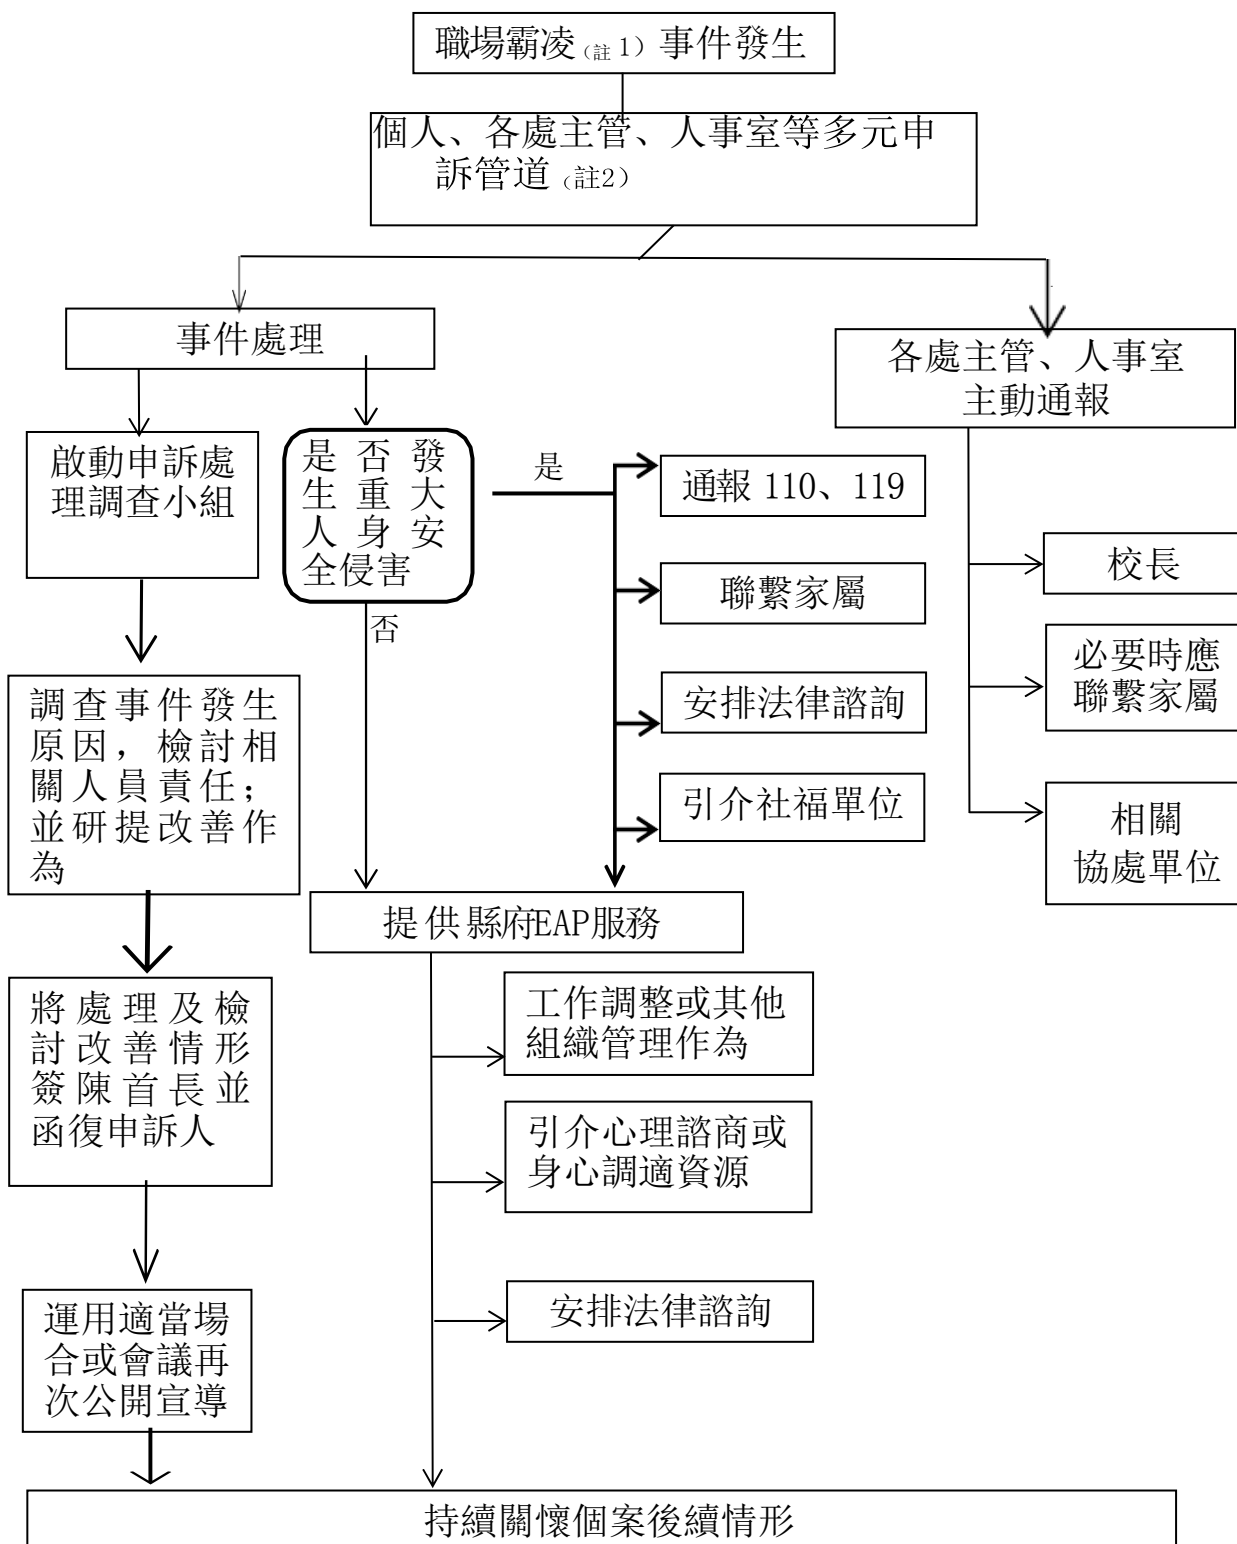 職場霸凌（註1）事件發生
個人、各處主管、人事室等多元申
訴管道（註2）
事件處理
各處主管、人事室
主動通報
啟動申訴處
理調查小組
是否發
生重大
人身安
全侵害
是
否
通報 110、119
聯繫家屬
安排法律諮詢
引介社福單位
校長
必要時應
聯繫家屬
相關
協處單位
調查事件發生
原因，檢討相
關人員責任；
並研提改善作
為
提供縣府EAP服務
將處理及檢
討改善情形
簽陳首長並
函復申訴人
工作調整或其他
組織管理作為
引介心理諮商或
身心調適資源
安排法律諮詢
運用適當場
合或會議再
次公開宣導
持續關懷個案後續情形